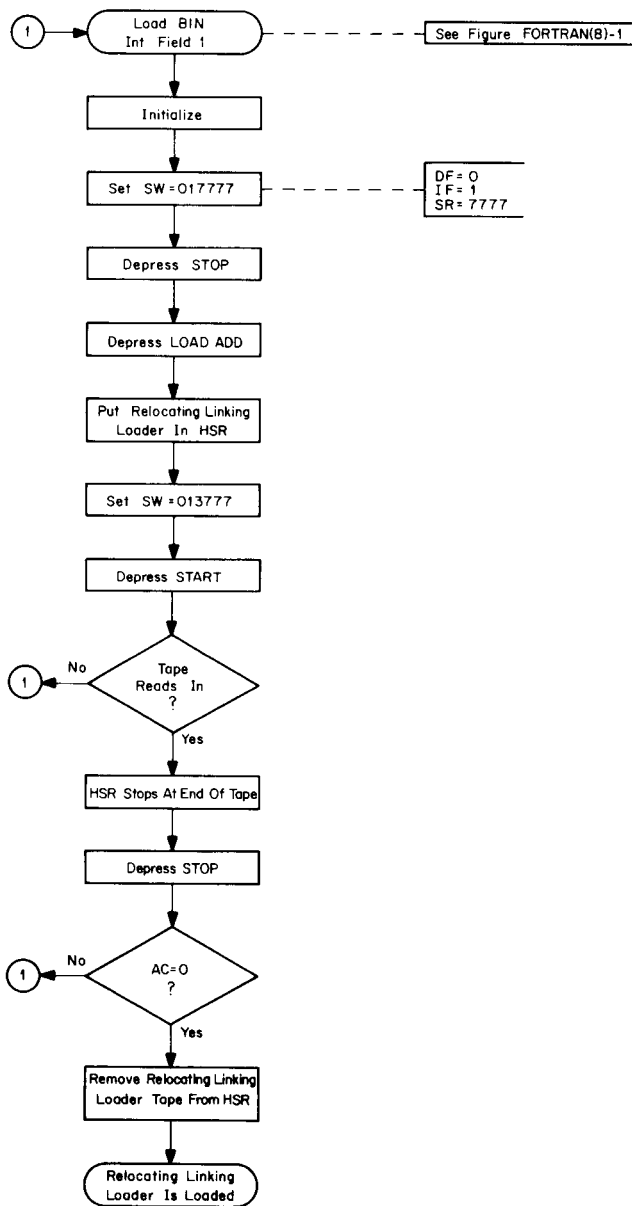 1
Load BIN
Int Field 1
See Figure FORTRAN(8)-1
Initialize
Set SW=017777
DF=0
IF=1
SR=7777
Depress STOP
Depress LOAD ADD
Put Relocating Linking
Loader In HSR
Set SW=013777
Depress START
1
No
Tape
Reads In
?
Yes
HSR Stops At End Of Tape
Depress STOP
1
No
AC=0
?
Yes
Remove Relocating Linking
Loader Tape From HSR
Relocating Linking
Loader Is Loaded